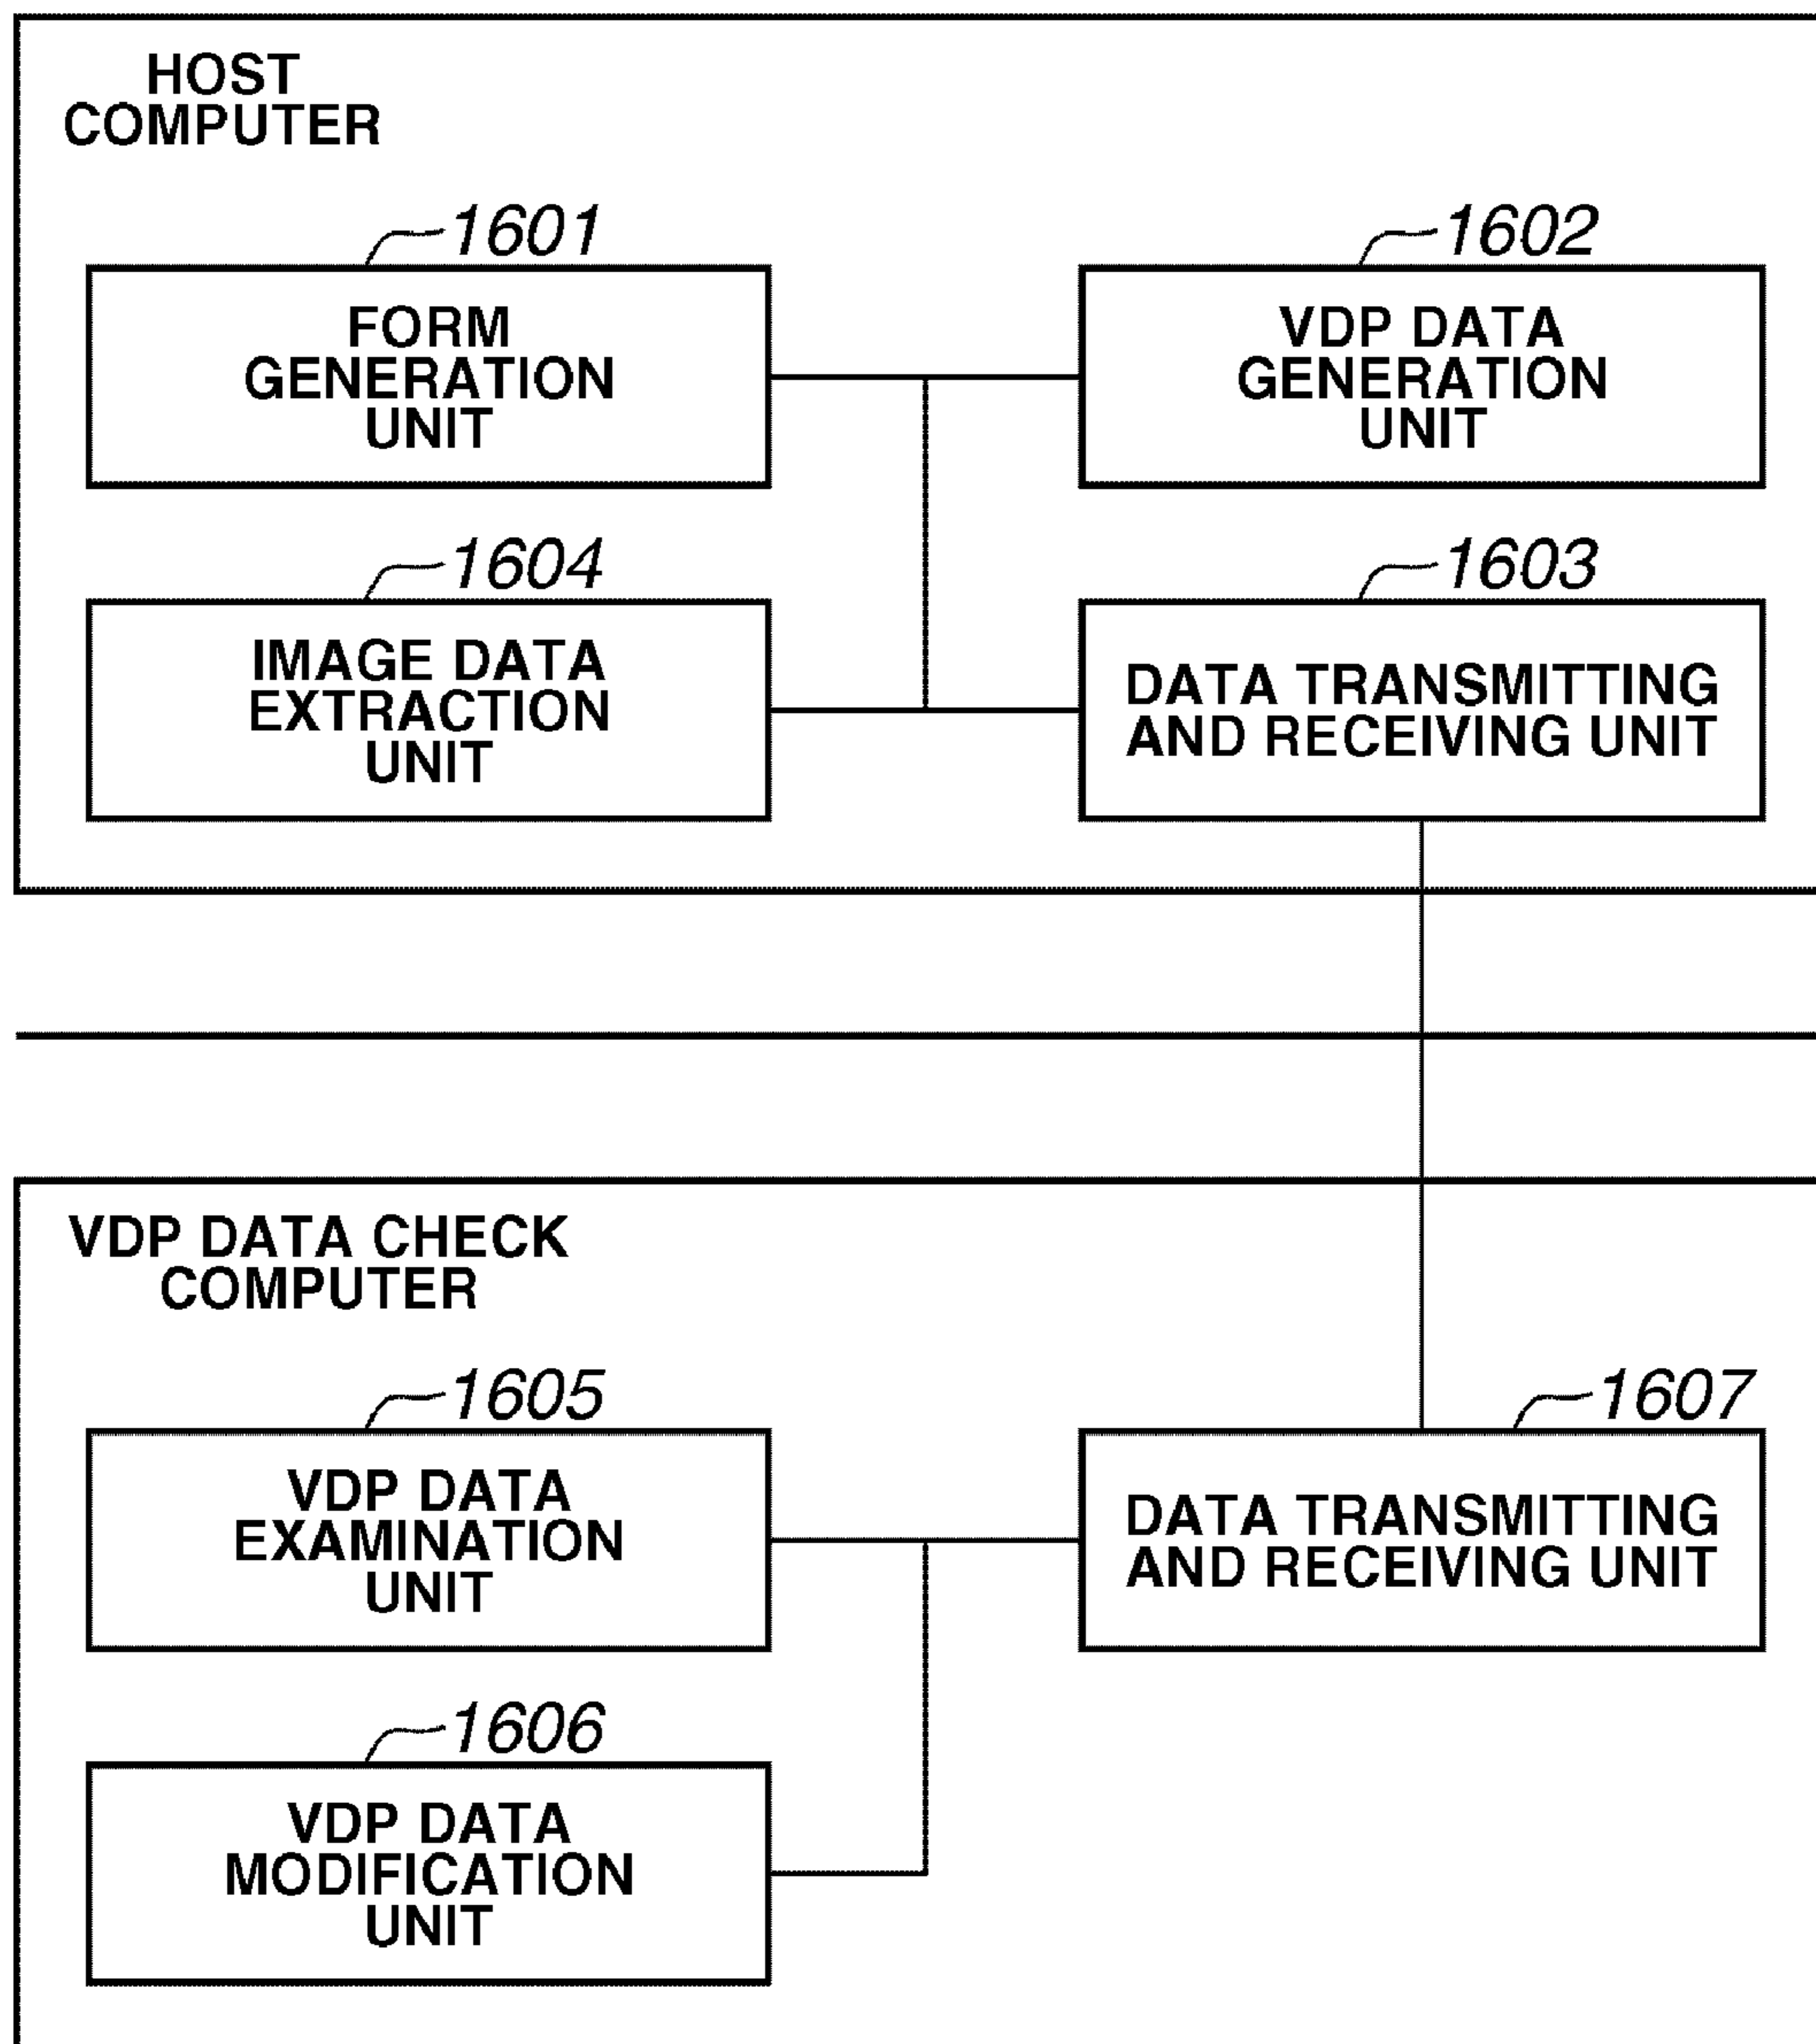 HOST
COMPUTER
1601
FORM
GENERATION
UNIT
1602
VDP DATA
GENERATION
UNIT
1604
IMAGE DATA
EXTRACTION
UNIT
1603
DATA TRANSMITTING
AND RECEIVING UNIT
VDP DATA CHECK
COMPUTER
1605
VDP DATA
EXAMINATION
UNIT
1607
DATA TRANSMITTING
AND RECEIVING UNIT
1606
VDP DATA
MODIFICATION
UNIT